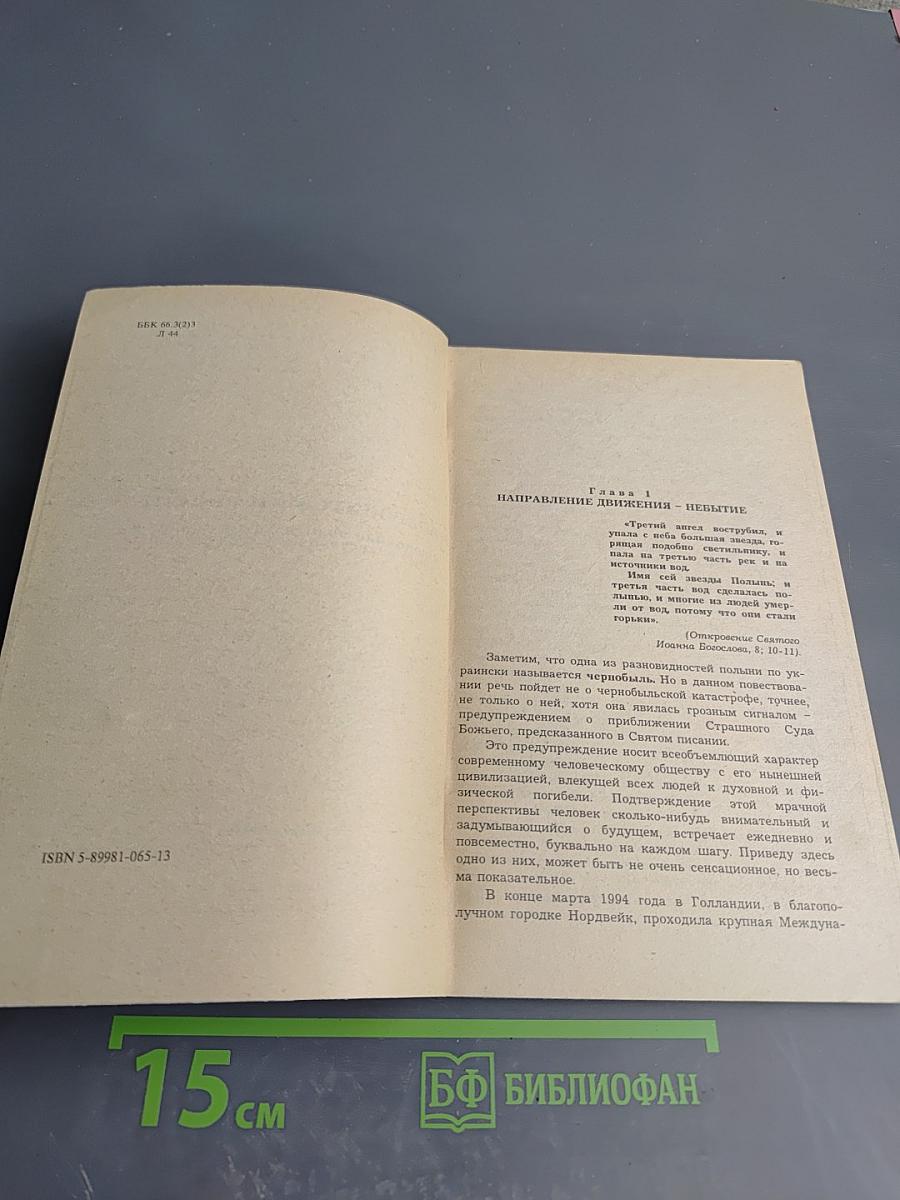 ББК 66.3(2)3
Л 44
ISBN 5-89981-065-13
Глава 1
НАПРАВЛЕНИЕ ДВИЖЕНИЯ – НЕБЫТИЕ
«Третий ангел вострубил, и
упала с неба большая звезда, го-
рящая подобно светильнику, и
пала на третью часть рек и на
источники вод.
Имя сей звезды Полынь; и
третья часть вод сделалась по-
лынью, и многие из людей умер-
ли от вод, потому что они стали
горьки».
(Откровение Святого
Иоанна Богослова, 8; 10-11).
Заметим, что одна из разновидностей полыни по ук-
раински называется чернобыль. Но в данном повествова-
нии речь пойдет не о чернобыльской катастрофе, точнее,
не только о ней, хотя она явилась грозным сигналом –
предупреждением о приближении Страшного Суда
Божьего, предсказанного в Святом писании.
Это предупреждение носит всеобъемлющий характер
современному человеческому обществу с его нынешней
цивилизацией, влекущей всех людей к духовной и фи-
зической погибели. Подтверждение этой мрачной
перспективы человек сколько-нибудь внимательный и
задумывающийся о будущем, встречает ежедневно и
повсеместно, буквально на каждом шагу. Приведу здесь
одно из них, может быть не очень сенсационное, но весь-
ма показательное.
В конце марта 1994 года в Голландии, в благопо-
лучном городке Нордвейк, проходила крупная Междуна-
15 см
БФ БИБЛИОФАН